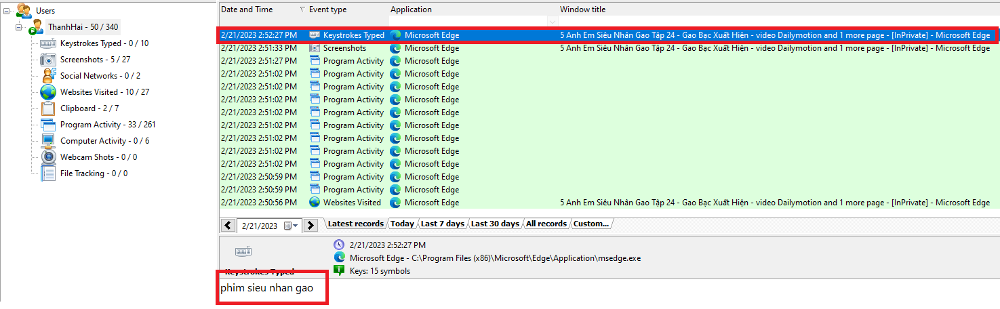 Users
ThanhHai - 50 / 340
Keystrokes Typed - 0 / 10
Screenshots - 5 / 27
Social Networks - 0 / 2
Websites Visited - 10 / 27
Clipboard - 2 / 7
Program Activity - 33 / 261
Computer Activity - 0 / 6
Webcam Shots - 0 / 0
File Tracking - 0 / 0
Date and Time Event type Application Window title
2/21/2023 2:52:27 PM Keystrokes Typed Microsoft Edge 5 Anh Em Siêu Nhân Gao Tập 24 - Gao Bạc Xuất Hiện - video Dailymotion and 1 more page - [InPrivate] - Microsoft Edge
2/21/2023 2:51:33 PM Screenshots Microsoft Edge 5 Anh Em Siêu Nhân Gao Tập 24 - Gao Bạc Xuất Hiện - video Dailymotion and 1 more page - [InPrivate] - Microsoft Edge
2/21/2023 2:51:27 PM Program Activity Microsoft Edge
2/21/2023 2:51:02 PM Program Activity Microsoft Edge
2/21/2023 2:51:02 PM Program Activity Microsoft Edge
2/21/2023 2:51:02 PM Program Activity Microsoft Edge
2/21/2023 2:51:02 PM Program Activity Microsoft Edge
2/21/2023 2:51:02 PM Program Activity Microsoft Edge
2/21/2023 2:51:02 PM Program Activity Microsoft Edge
2/21/2023 2:51:02 PM Program Activity Microsoft Edge
2/21/2023 2:51:02 PM Program Activity Microsoft Edge
2/21/2023 2:50:59 PM Program Activity Microsoft Edge
2/21/2023 2:50:59 PM Program Activity Microsoft Edge
2/21/2023 2:50:56 PM Websites Visited Microsoft Edge 5 Anh Em Siêu Nhân Gao Tập 24 - Gao Bạc Xuất Hiện - video Dailymotion and 1 more page - [InPrivate] - Microsoft Edge
2/21/2023 Latest records Today Last 7 days Last 30 days All records Custom...
2/21/2023 2:52:27 PM
Microsoft Edge - C:\Program Files (x86)\Microsoft\Edge\Application\msedge.exe
Keys: 15 symbols
Keystrokes Typed
phim sieu nhan gao